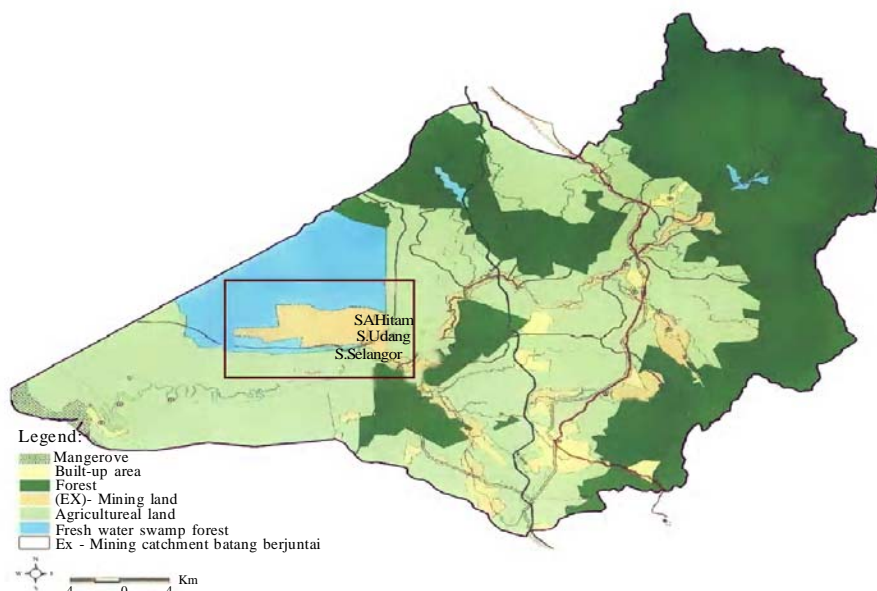 SAHitam
S.Udang
S.Selangor
Legend:
Mangerove
Built-up area
Forest
(EX)- Mining land
Agricultureal land
Fresh water swamp forest
Ex - Mining catchment batang berjuntai
N
W
E
S
Km
4 0 4